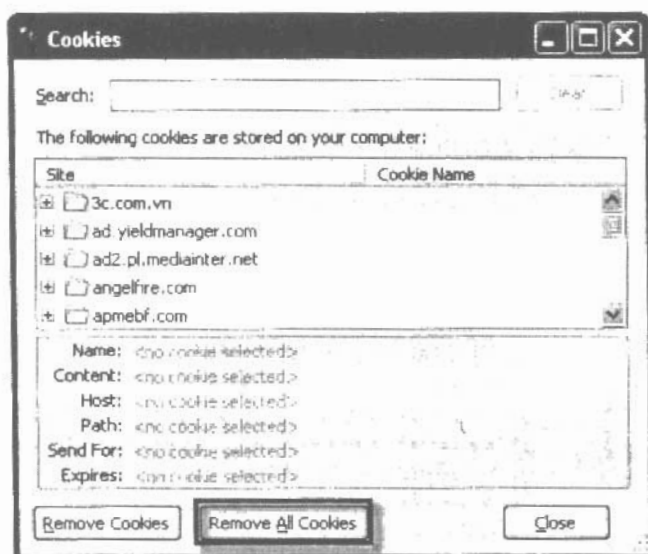 Cookies
Search: Clear
The following cookies are stored on your computer:
Site Cookie Name
3c.com.vn
ad.yieldmanager.com
ad2.pl.mediainter.net
angelfire.com
apmebf.com
Name: <no cookie selected>
Content: <no cookie selected>
Host: <no cookie selected>
Path: <no cookie selected>
Send For: <no cookie selected>
Expires: <no cookie selected>
Remove Cookies Remove All Cookies Close